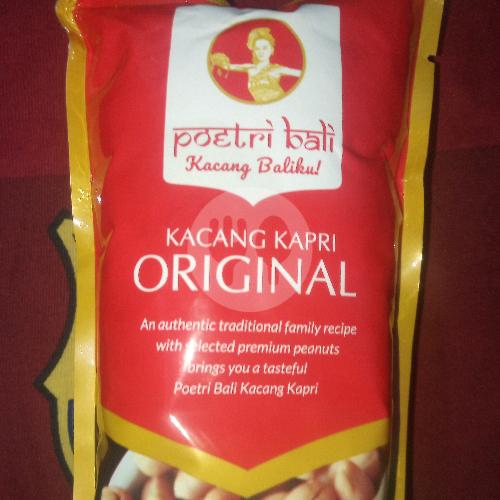 poetri bali
Kacang Baliku!
KACANG KAPRI
ORIGINAL
An authentic traditional family recipe
with selected premium peanuts
brings you a tasteful
Poetri Bali Kacang Kapri